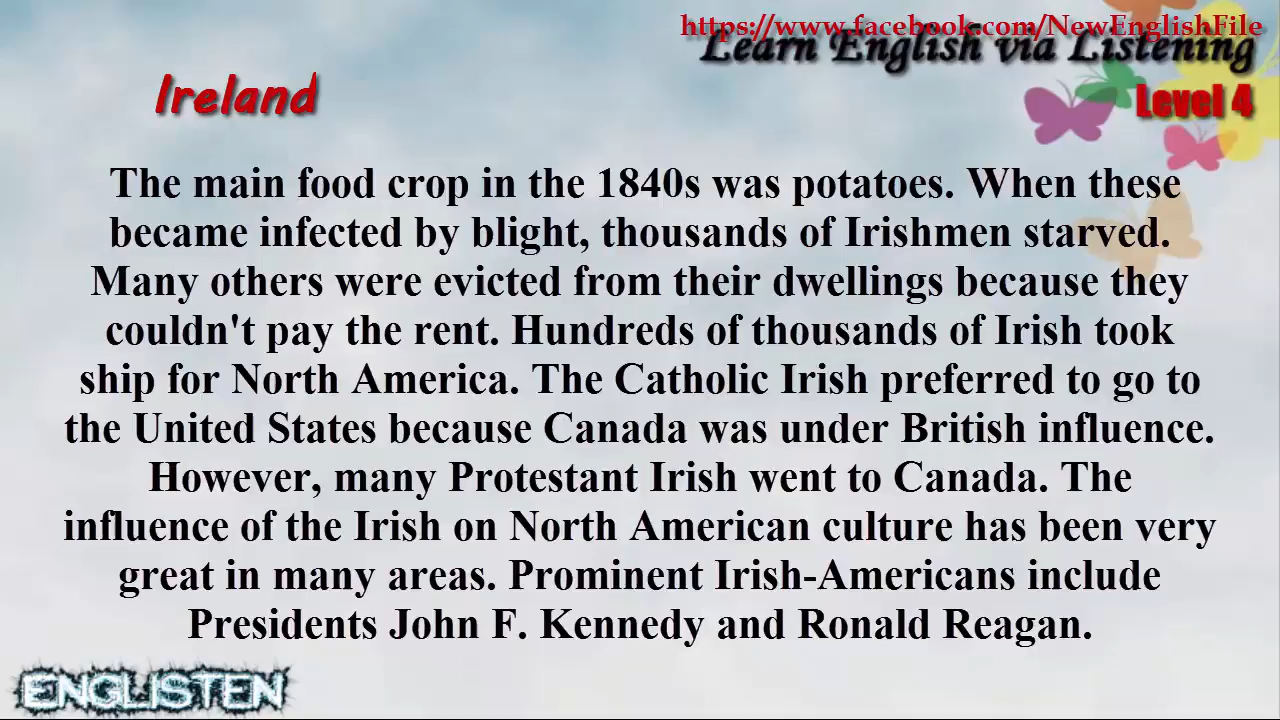 https://www.facebook.com/NewEnglishFile
Learn English via Listening
Ireland
Level 4
The main food crop in the 1840s was potatoes. When these
became infected by blight, thousands of Irishmen starved.
Many others were evicted from their dwellings because they
couldn't pay the rent. Hundreds of thousands of Irish took
ship for North America. The Catholic Irish preferred to go to
the United States because Canada was under British influence.
However, many Protestant Irish went to Canada. The
influence of the Irish on North American culture has been very
great in many areas. Prominent Irish-Americans include
Presidents John F. Kennedy and Ronald Reagan.
ENGLISTEN